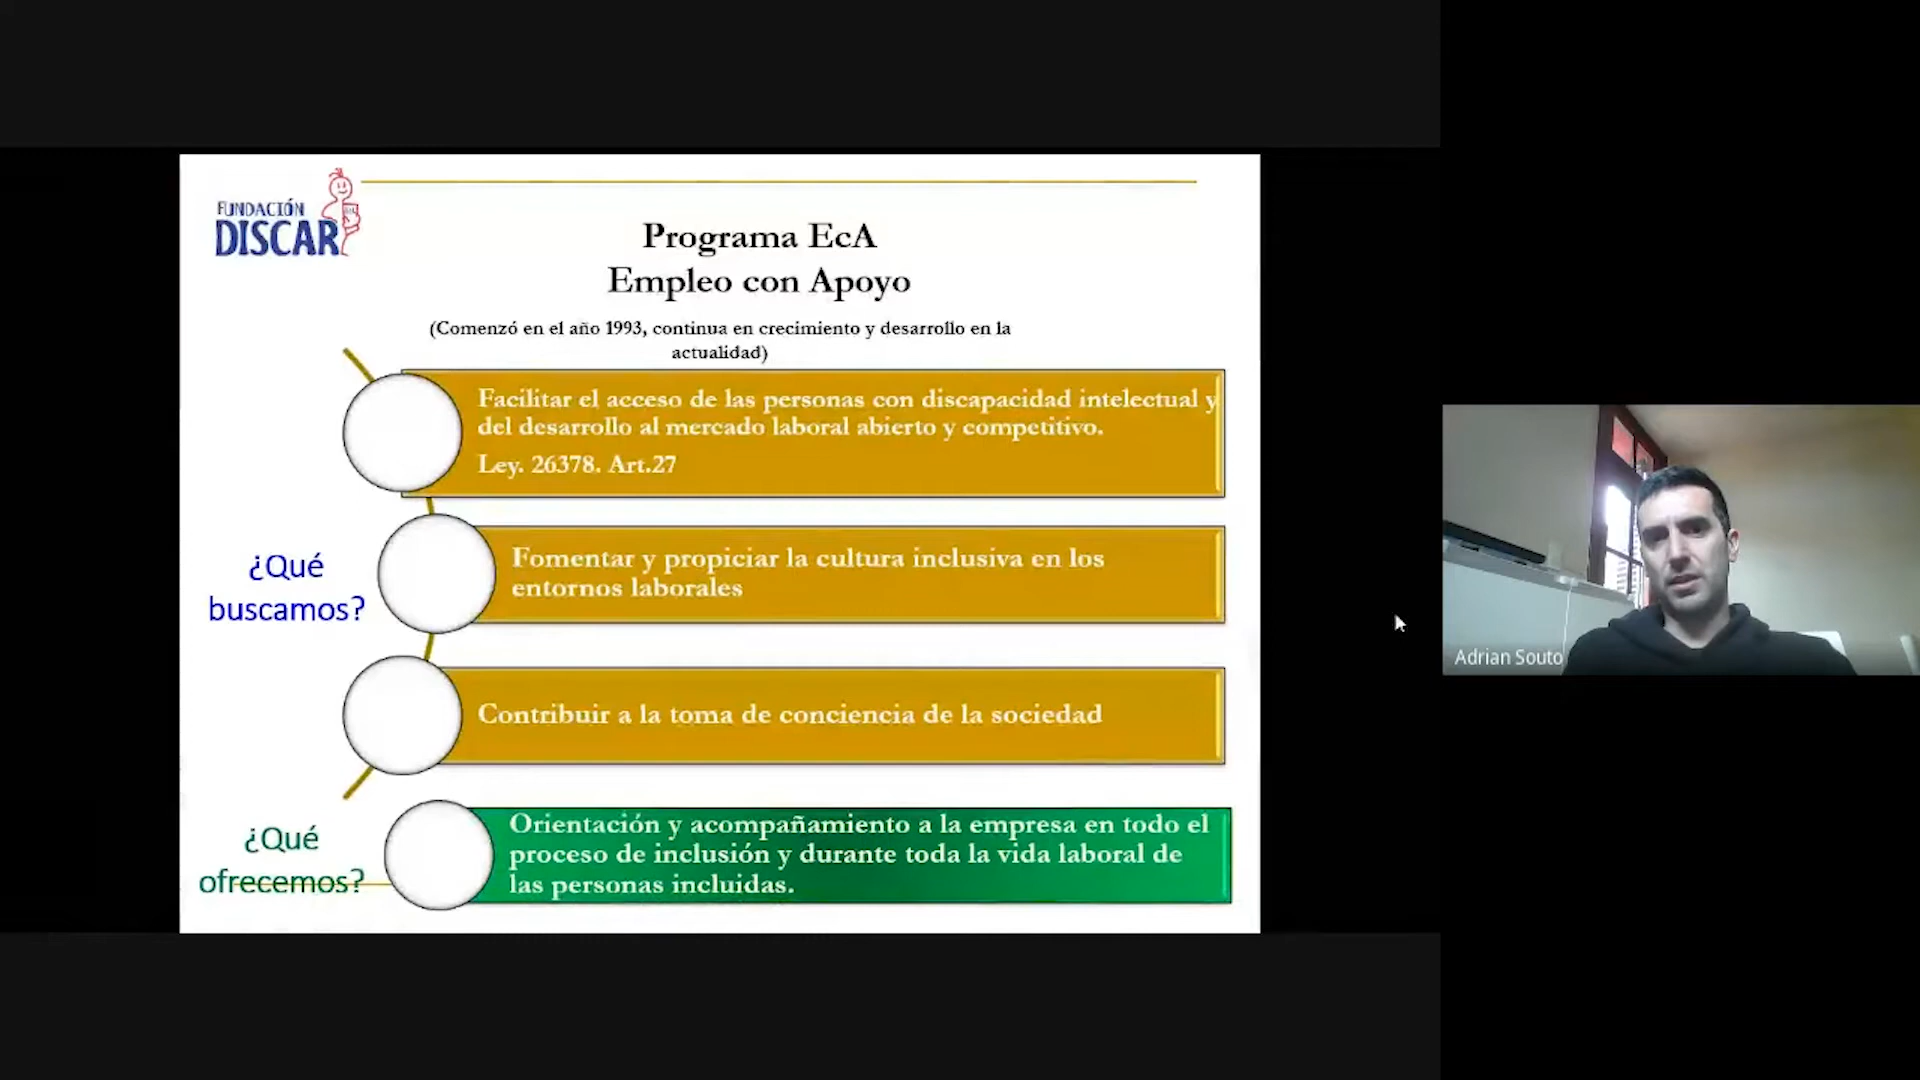 FUNDACIÓN
DISCAR
Programa EcA
Empleo con Apoyo
(Comenzó en el año 1993, continua en crecimiento y desarrollo en la
actualidad)
Facilitar el acceso de las personas con discapacidad intelectual y
del desarrollo al mercado laboral abierto y competitivo.
Ley. 26378. Art.27
¿Qué
buscamos?
Fomentar y propiciar la cultura inclusiva en los
entornos laborales
Contribuir a la toma de conciencia de la sociedad
¿Qué
ofrecemos?
Orientación y acompañamiento a la empresa en todo el
proceso de inclusión y durante toda la vida laboral de
las personas incluidas.
Adrian Souto